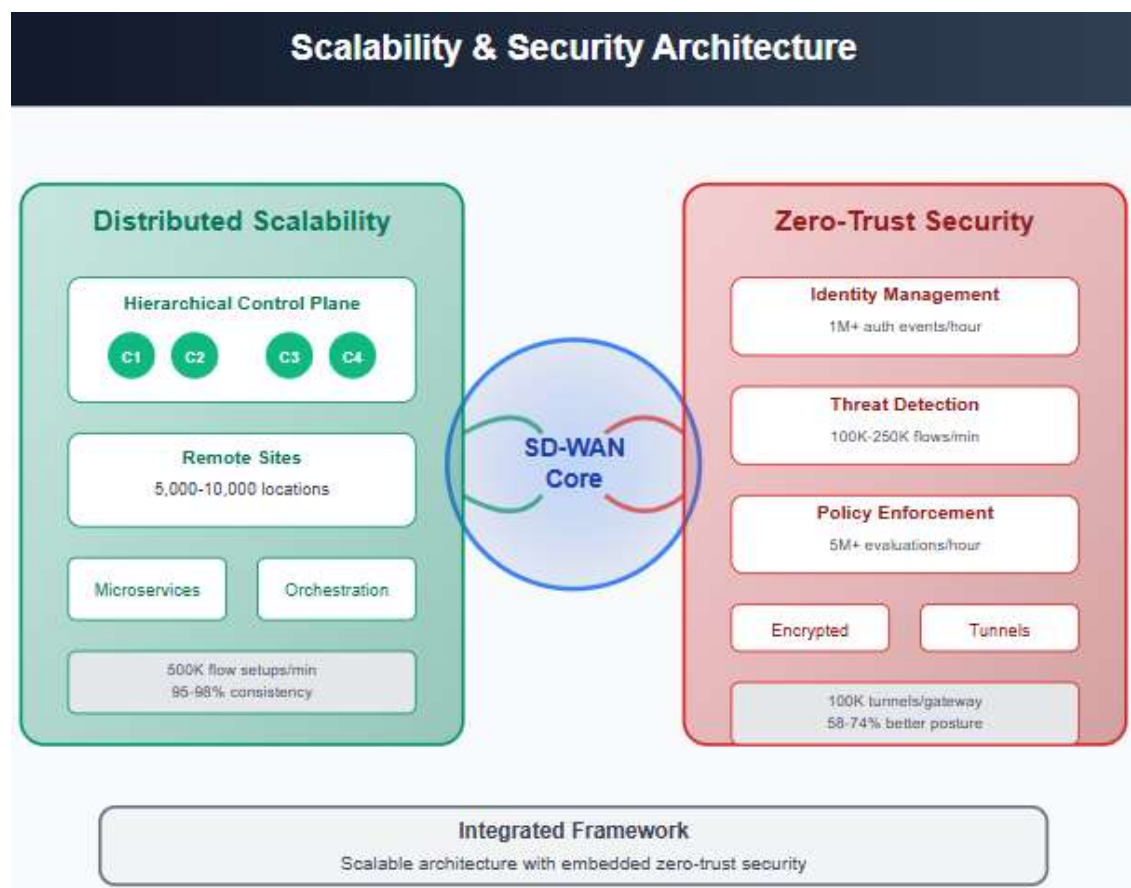 Scalability & Security Architecture
Distributed Scalability
Hierarchical Control Plane
C1 C2 C3 C4
Remote Sites
5,000-10,000 locations
Microservices
Orchestration
500K flow setups/min
95-98% consistency
SD-WAN
Core
Zero-Trust Security
Identity Management
1M+ auth events/hour
Threat Detection
100K-250K flows/min
Policy Enforcement
5M+ evaluations/hour
Encrypted
Tunnels
100K tunnels/gateway
58-74% better posture
Integrated Framework
Scalable architecture with embedded zero-trust security